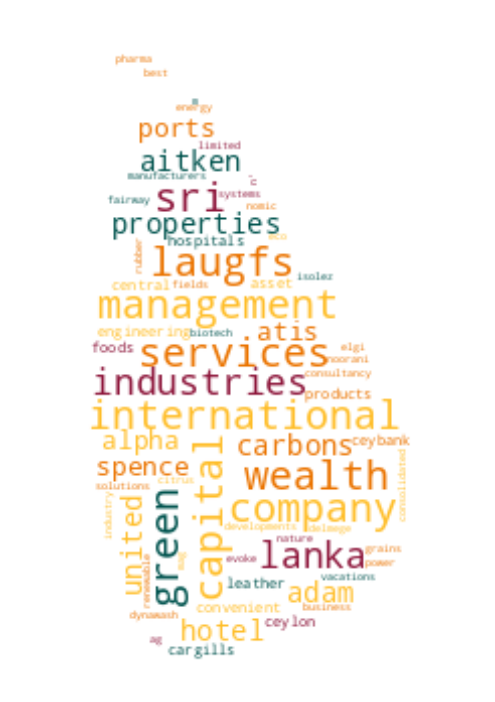 pharma
best
energy
ports
limited
aitken
manufacturers
c
sri
systems
fairway
nomic
properties
hospitals
eco
rubber
laugfs
isolez
central
fields
asset
management
engineering
biotech
atis
foods
services
elgi
noorani
industries
consultancy
products
international
alpha
carbons
ceybank
spence
wealth
solutions
citrus
capital
consolidated
green
united
industry
company
developments
delmege
nature
lanka
grains
evoke
power
renewable
mag
leather
vacations
adam
convenient
business
dynawash
hotel
ceylon
ag
cargills